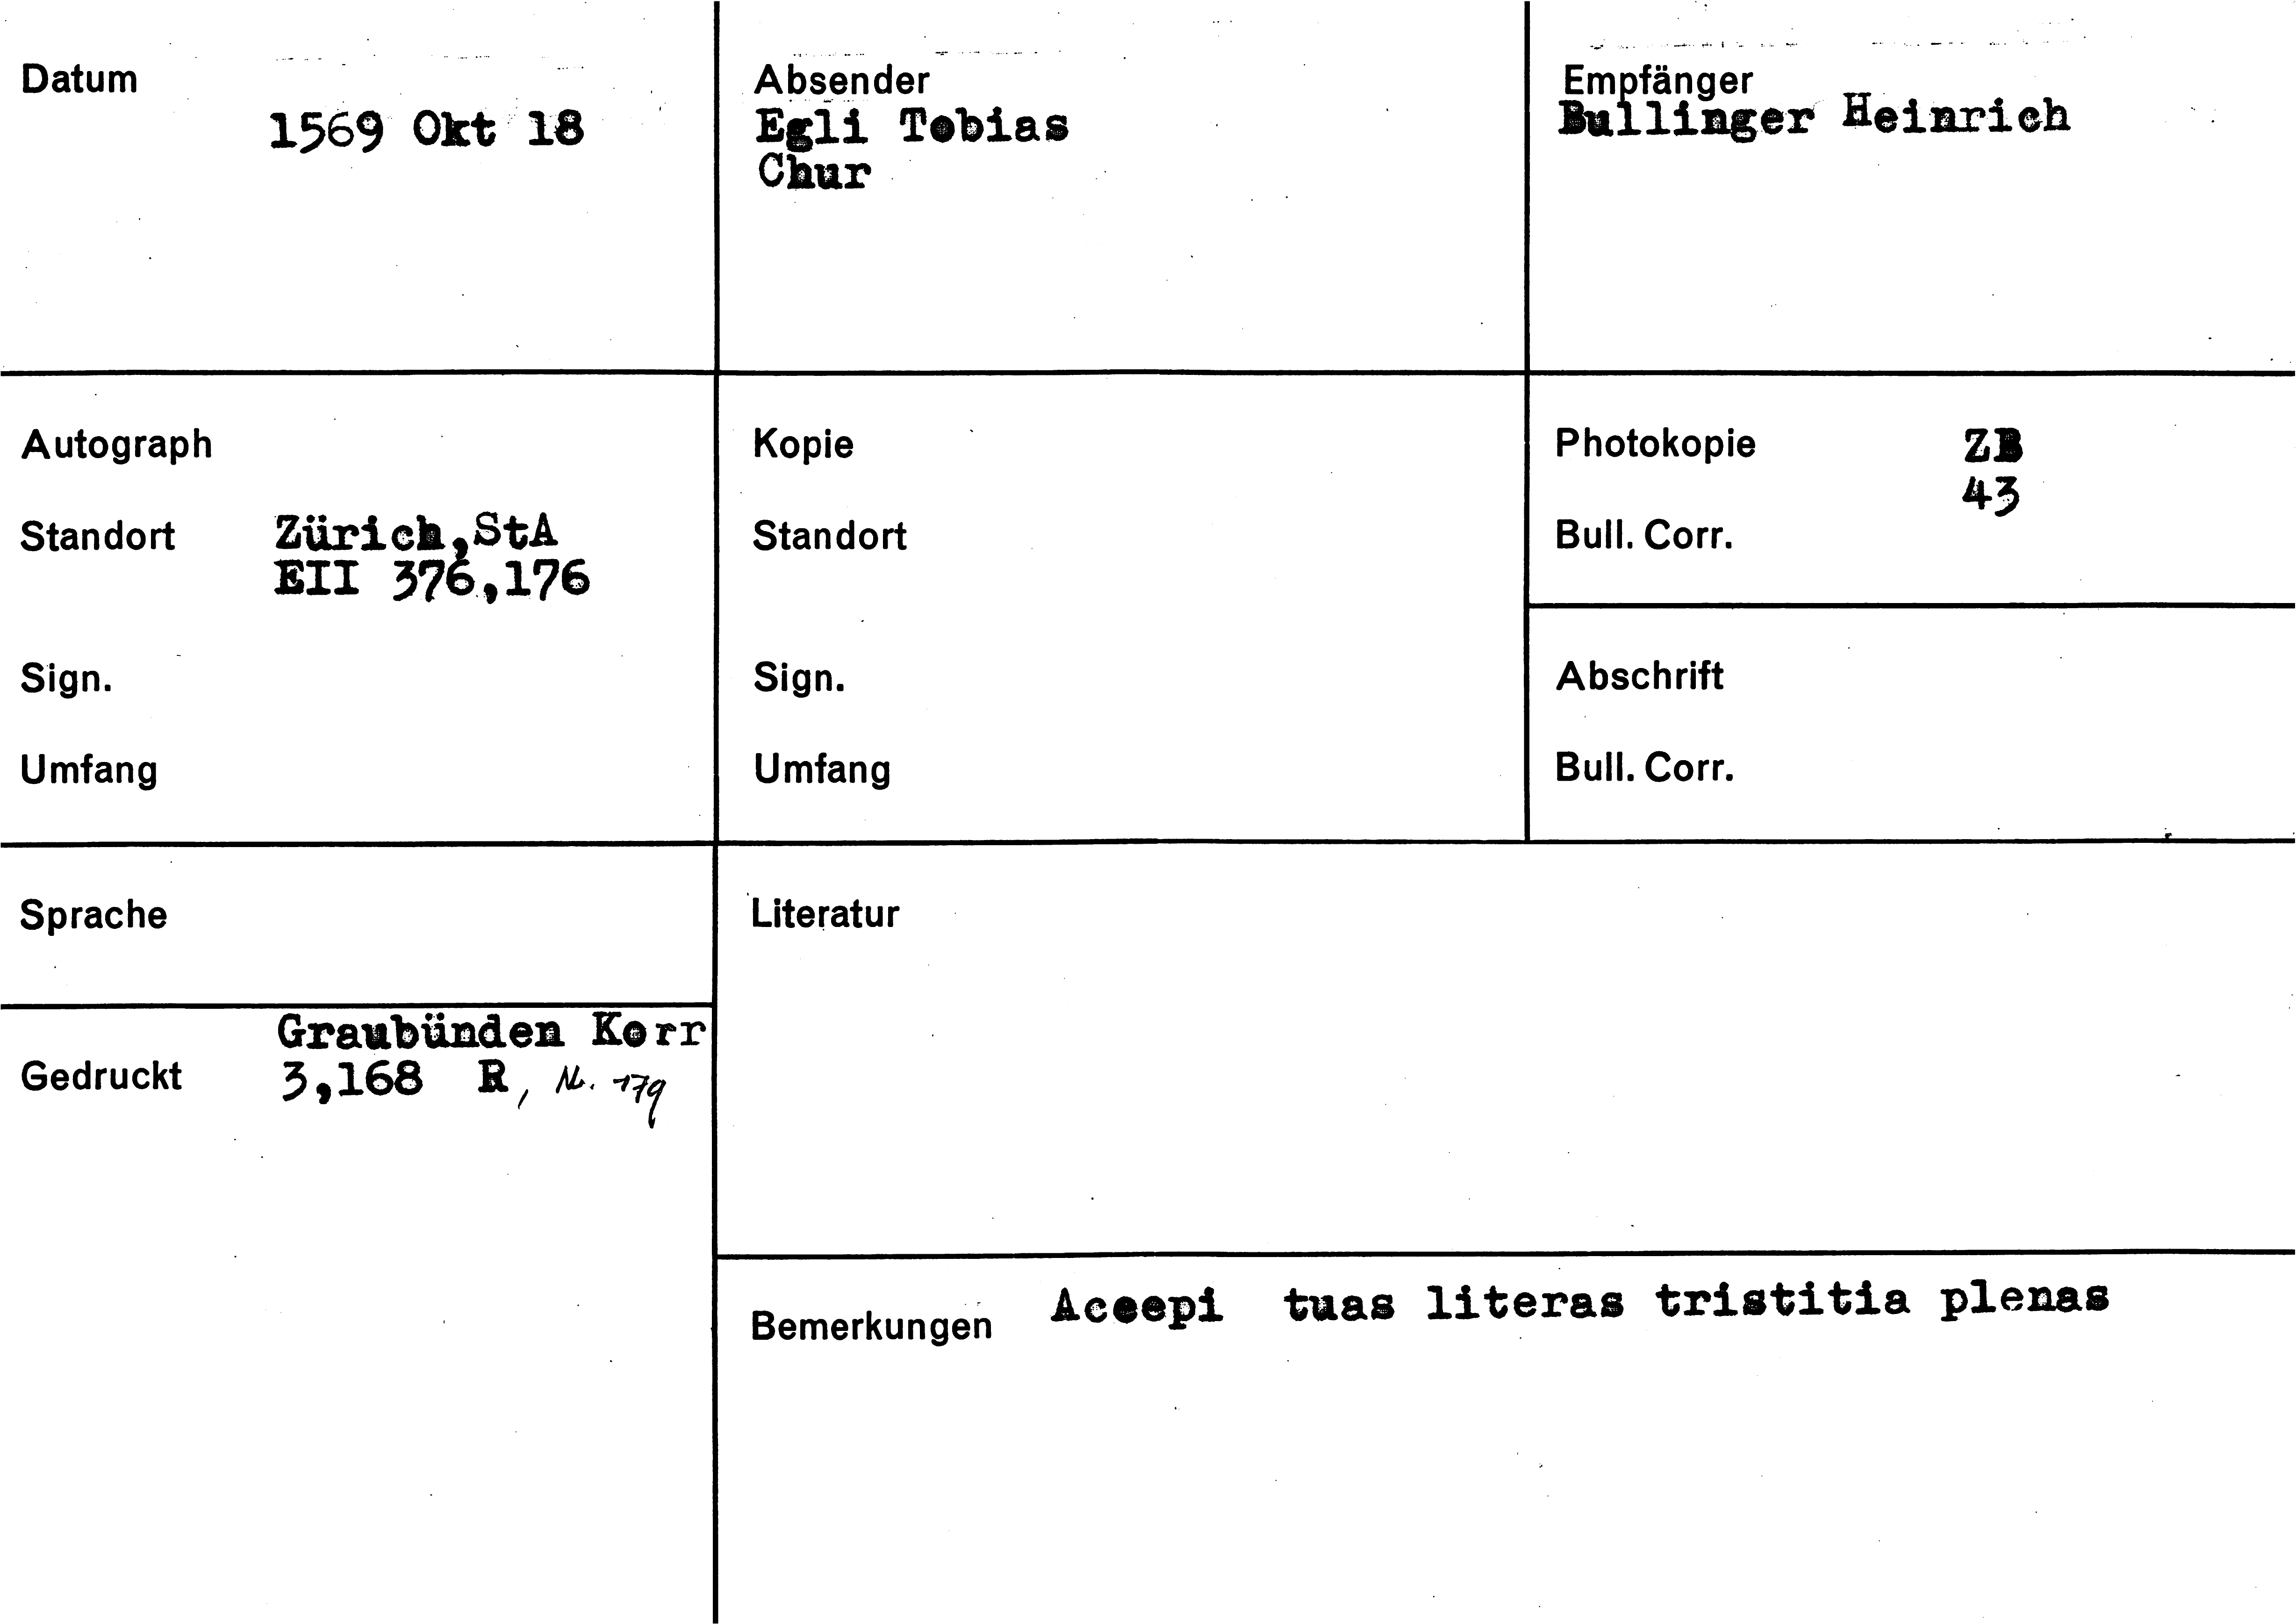 Datum
1569 Okt 18
Absender
Egli Tobias
Chur
Empfänger
Bullinger Heinrich
Autograph
Standort
Zürich,StA
EII 376,176
Sign.
Umfang
Kopie
Standort
Sign.
Umfang
Photokopie
ZB
43
Bull. Corr.
Abschrift
Bull. Corr.
Sprache
Graubünden Korr
Gedruckt
3,168 R, Nr. 179
Literatur
Bemerkungen
Accepi tuas literas tristitia plenas